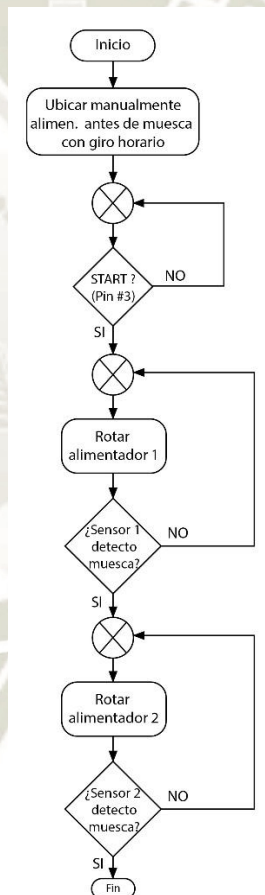 Inicio
Ubicar manualmente
alimen. antes de muesca
con giro horario
START ?
(Pin #3)
NO
SI
Rotar
alimentador 1
¿Sensor 1
detecto
muesca?
NO
SI
Rotar
alimentador 2
¿Sensor 2
detecto
muesca?
NO
SI
Fin